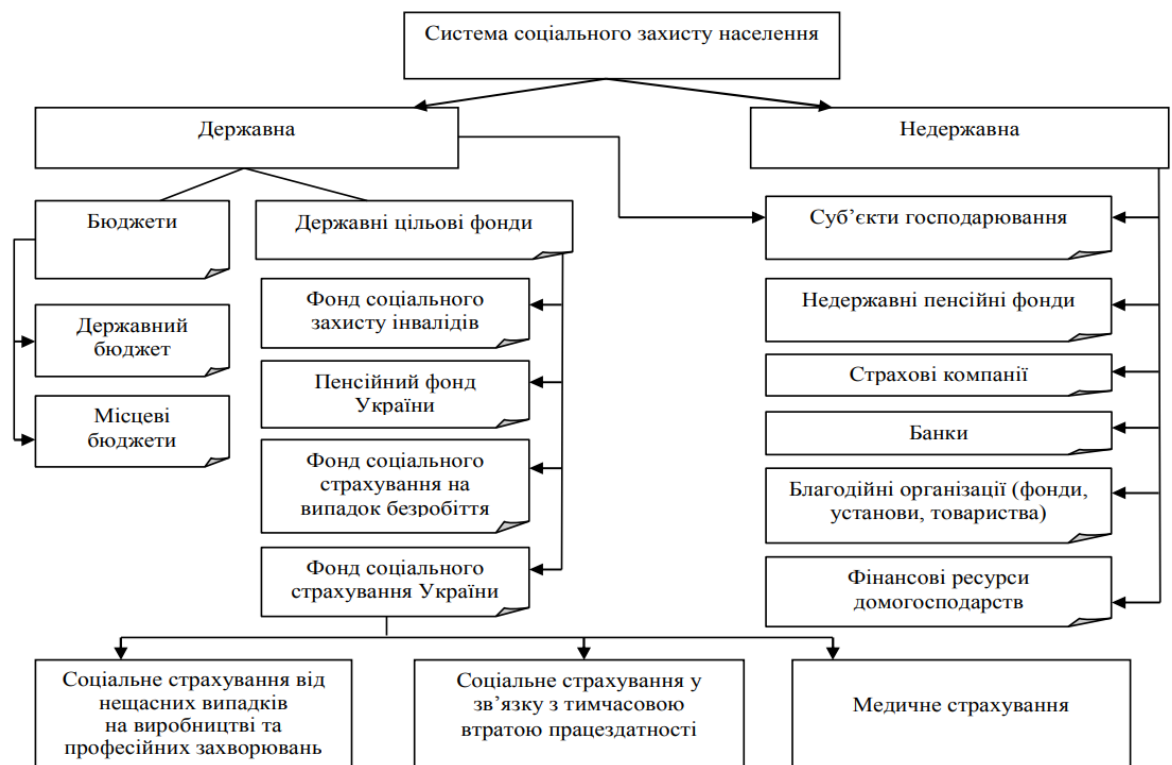 Система соціального захисту населення
Державна
Недержавна
Бюджети
Державні цільові фонди
Суб’єкти господарювання
Фонд соціального
захисту інвалідів
Недержавні пенсійні фонди
Державний
бюджет
Пенсійний фонд
України
Страхові компанії
Місцеві
бюджети
Банки
Фонд соціального
страхування на
випадок безробіття
Благодійні організації (фонди,
установи, товариства)
Фонд соціального
страхування України
Фінансові ресурси
домогосподарств
Соціальне страхування від
нещасних випадків
на виробництві та
професійних захворювань
Соціальне страхування у
зв’язку з тимчасовою
втратою працездатності
Медичне страхування